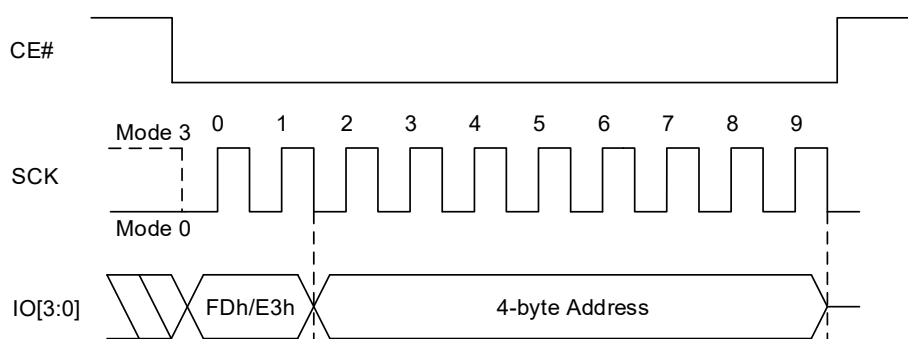 CE#
Mode 3 0 1 2 3 4 5 6 7 8 9
SCK
Mode 0
IO[3:0] FDh/E3h 4-byte Address